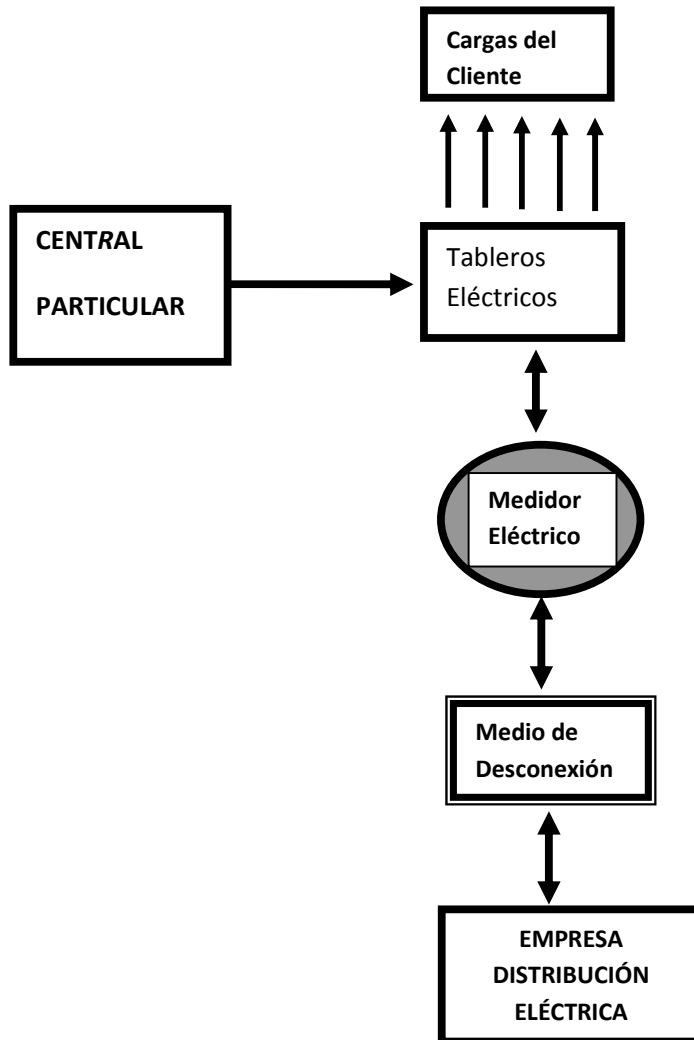 Cargas del
Cliente
CENTRAL
PARTICULAR
Tableros
Eléctricos
Medidor
Eléctrico
Medio de
Desconexión
EMPRESA
DISTRIBUCIÓN
ELÉCTRICA